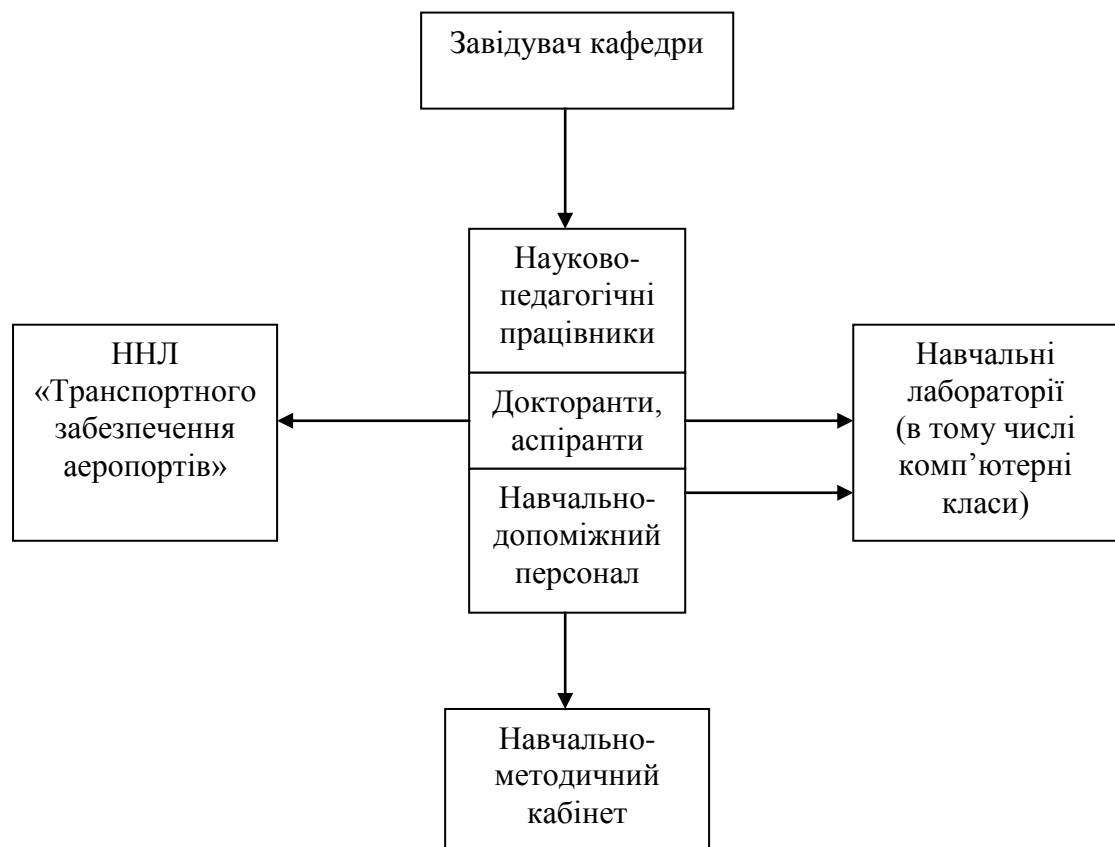 Завідувач кафедри
Науково-
педагогічні
працівники
ННЛ
«Транспортного
забезпечення
аеропортів»
Докторанти,
аспіранти
Навчальні
лабораторії
(в тому числі
комп’ютерні
класи)
Навчально-
допоміжний
персонал
Навчально-
методичний
кабінет